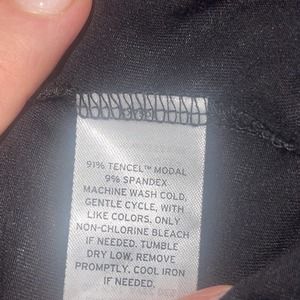 91% TENCEL™ MODAL
9% SPANDEX
MACHINE WASH COLD,
GENTLE CYCLE, WITH
LIKE COLORS. ONLY
NON-CHLORINE BLEACH
IF NEEDED. TUMBLE
DRY LOW, REMOVE
PROMPTLY. COOL IRON
IF NEEDED.